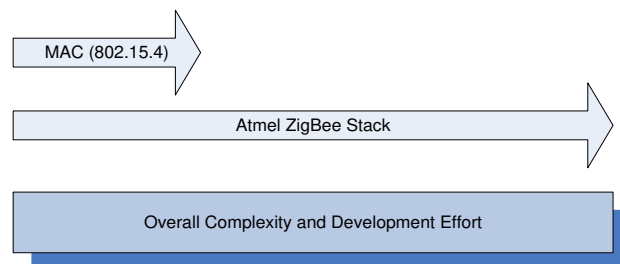 MAC (802.15.4)
Atmel ZigBee Stack
Overall Complexity and Development Effort